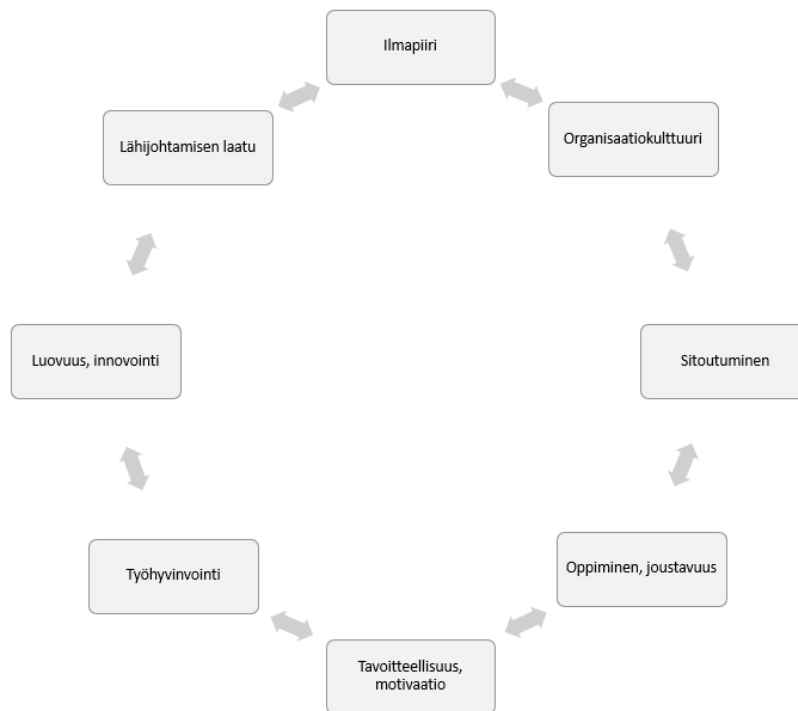 Ilmapiiri
Organisaatiokulttuuri
Sitoutuminen
Oppiminen, joustavuus
Tavoitteellisuus,
motivaatio
Työhyvinvointi
Luovuus, innovointi
Lähijohtamisen laatu